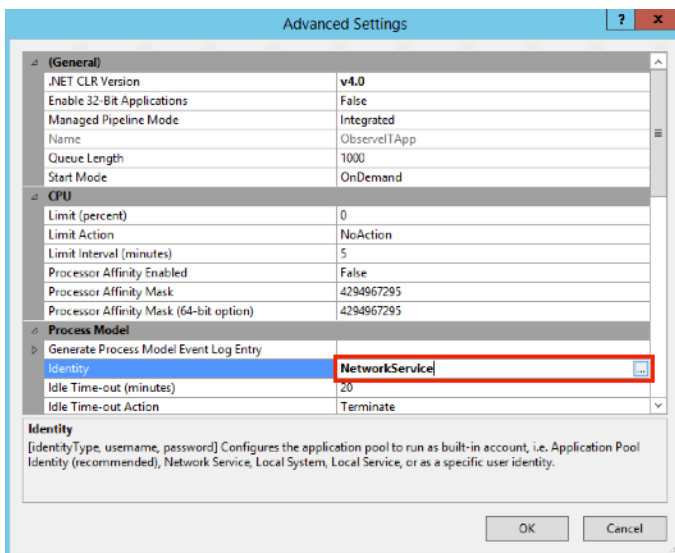 Advanced Settings
?
x
(General)
.NET CLR Version v4.0
Enable 32-Bit Applications False
Managed Pipeline Mode Integrated
Name ObserveITApp
Queue Length 1000
Start Mode OnDemand
CPU
Limit (percent) 0
Limit Action NoAction
Limit Interval (minutes) 5
Processor Affinity Enabled False
Processor Affinity Mask 4294967295
Processor Affinity Mask (64-bit option) 4294967295
Process Model
Generate Process Model Event Log Entry
Identity NetworkService ...
Idle Time-out (minutes) 20
Idle Time-out Action Terminate
Identity
[identityType, username, password] Configures the application pool to run as built-in account, i.e. Application Pool
Identity (recommended), Network Service, Local System, Local Service, or as a specific user identity.
OK Cancel